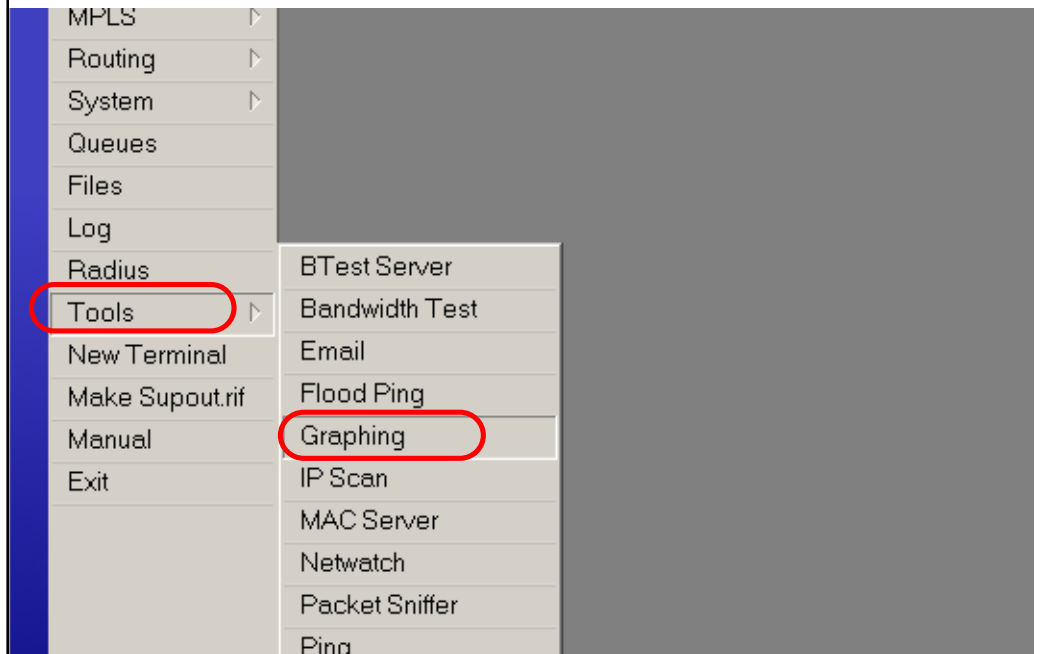 MPLS
Routing
System
Queues
Files
Log
Radius
Tools
New Terminal
Make Supout.rif
Manual
Exit
BTest Server
Bandwidth Test
Email
Flood Ping
Graphing
IP Scan
MAC Server
Netwatch
Packet Sniffer
Ping